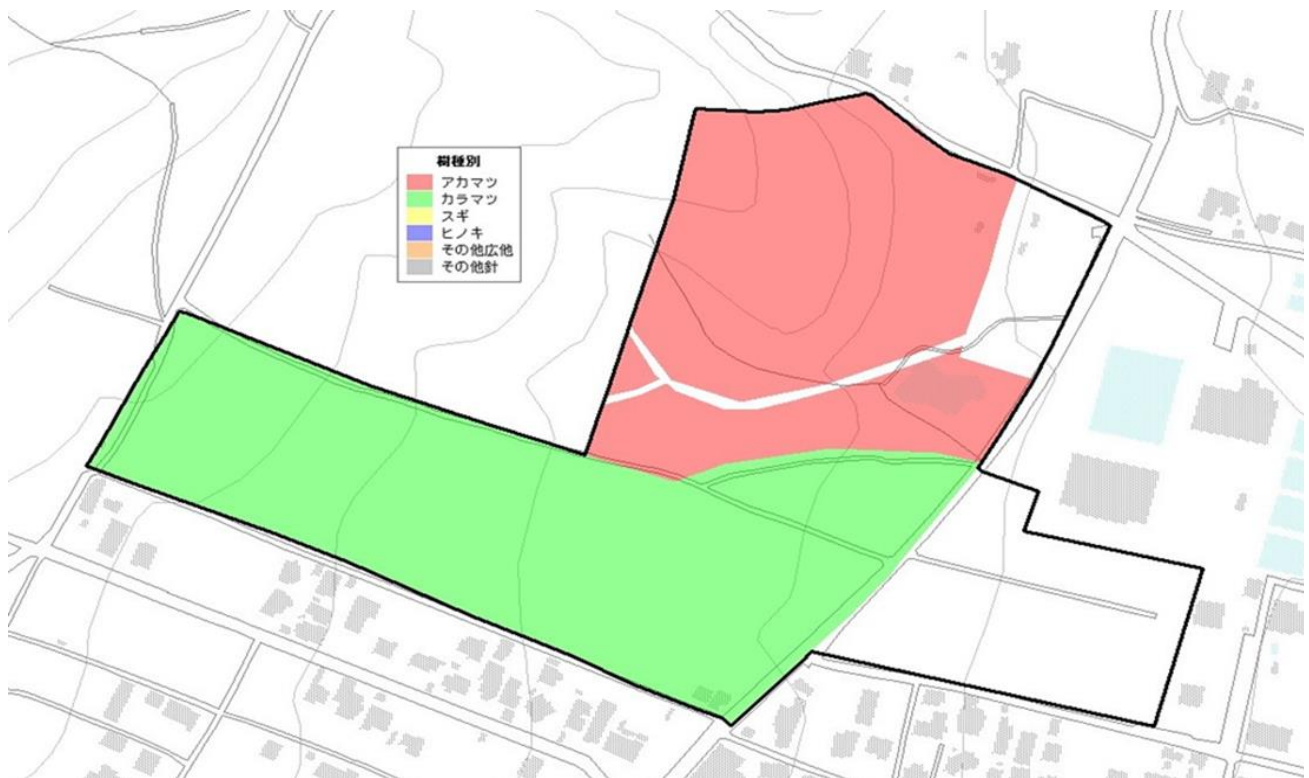 樹種別
アカマツ
カラマツ
スギ
ヒノキ
その他広他
その他針